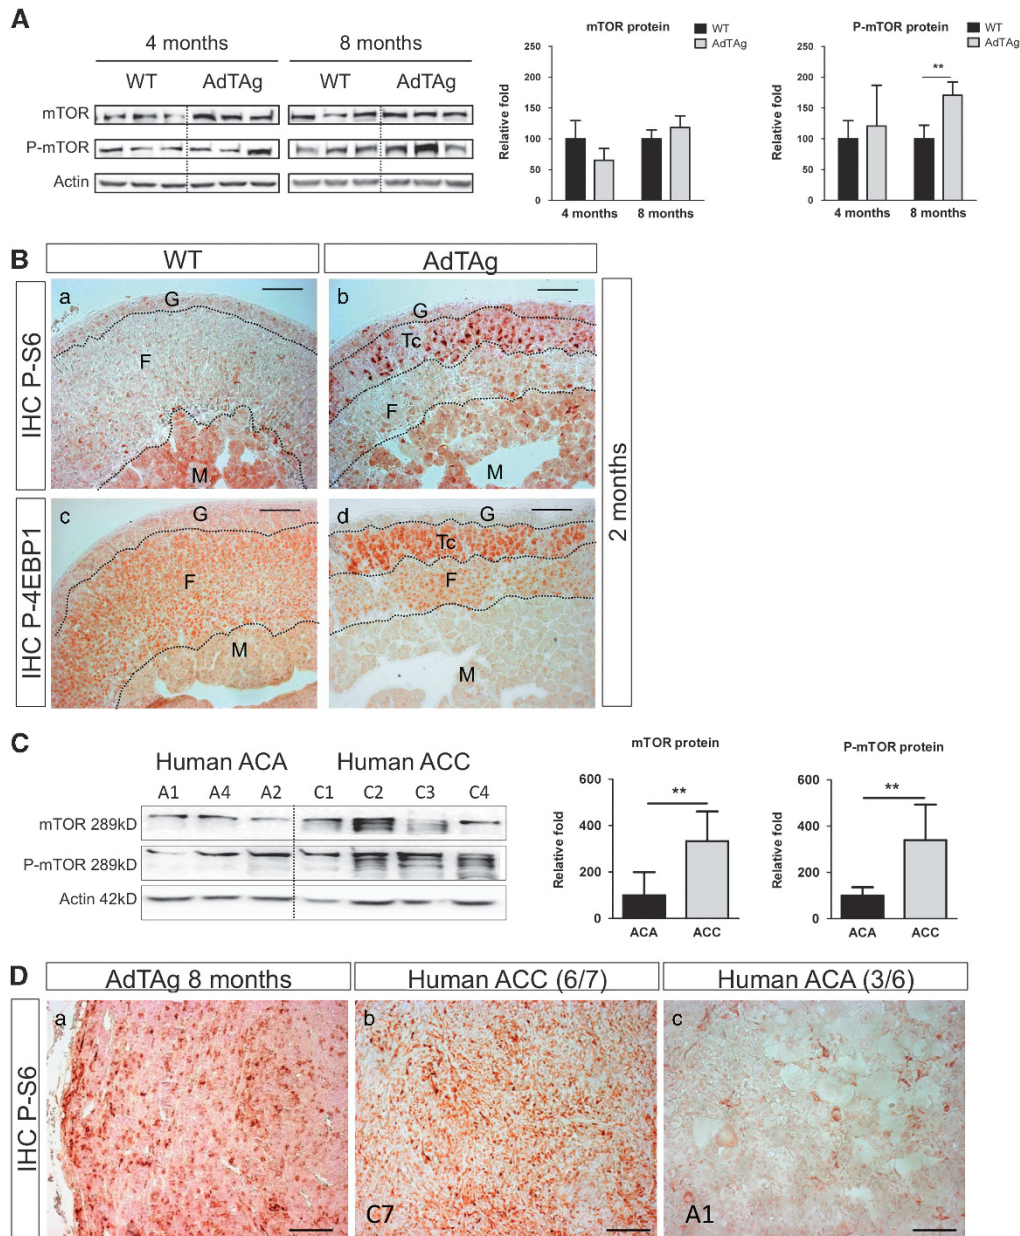 A
4 months
8 months
WT
AdTAg
WT
AdTAg
mTOR
P-mTOR
Actin
mTOR protein
WT
AdTAg
Relative fold
250
200
150
100
50
0
4 months
8 months
P-mTOR protein
WT
AdTAg
Relative fold
250
200
150
100
50
0
**
4 months
8 months
B
WT
AdTAg
IHC P-S6
a
G
F
M
b
G
Tc
F
M
IHC P-4EBP1
c
G
F
M
d
G
Tc
F
M
2 months
C
Human ACA
Human ACC
A1 A4 A2 C1 C2 C3 C4
mTOR 289kD
P-mTOR 289kD
Actin 42kD
mTOR protein
Relative fold
600
400
200
0
**
ACA
ACC
P-mTOR protein
Relative fold
600
400
200
0
**
ACA
ACC
D
AdTAg 8 months
Human ACC (6/7)
Human ACA (3/6)
IHC P-S6
a
b
C7
c
A1